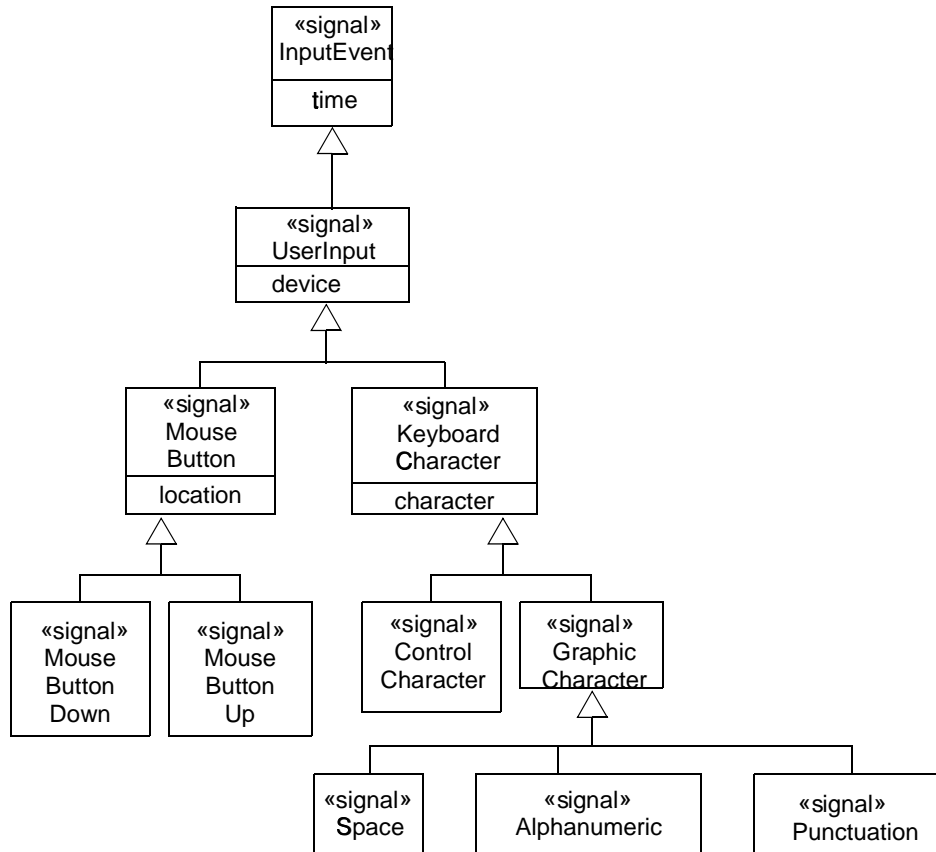 «signal»
InputEvent
time
«signal»
UserInput
device
«signal»
Mouse
Button
location
«signal»
Keyboard
Character
character
«signal»
Mouse
Button
Down
«signal»
Mouse
Button
Up
«signal»
Control
Character
«signal»
Graphic
Character
«signal»
Space
«signal»
Alphanumeric
«signal»
Punctuation